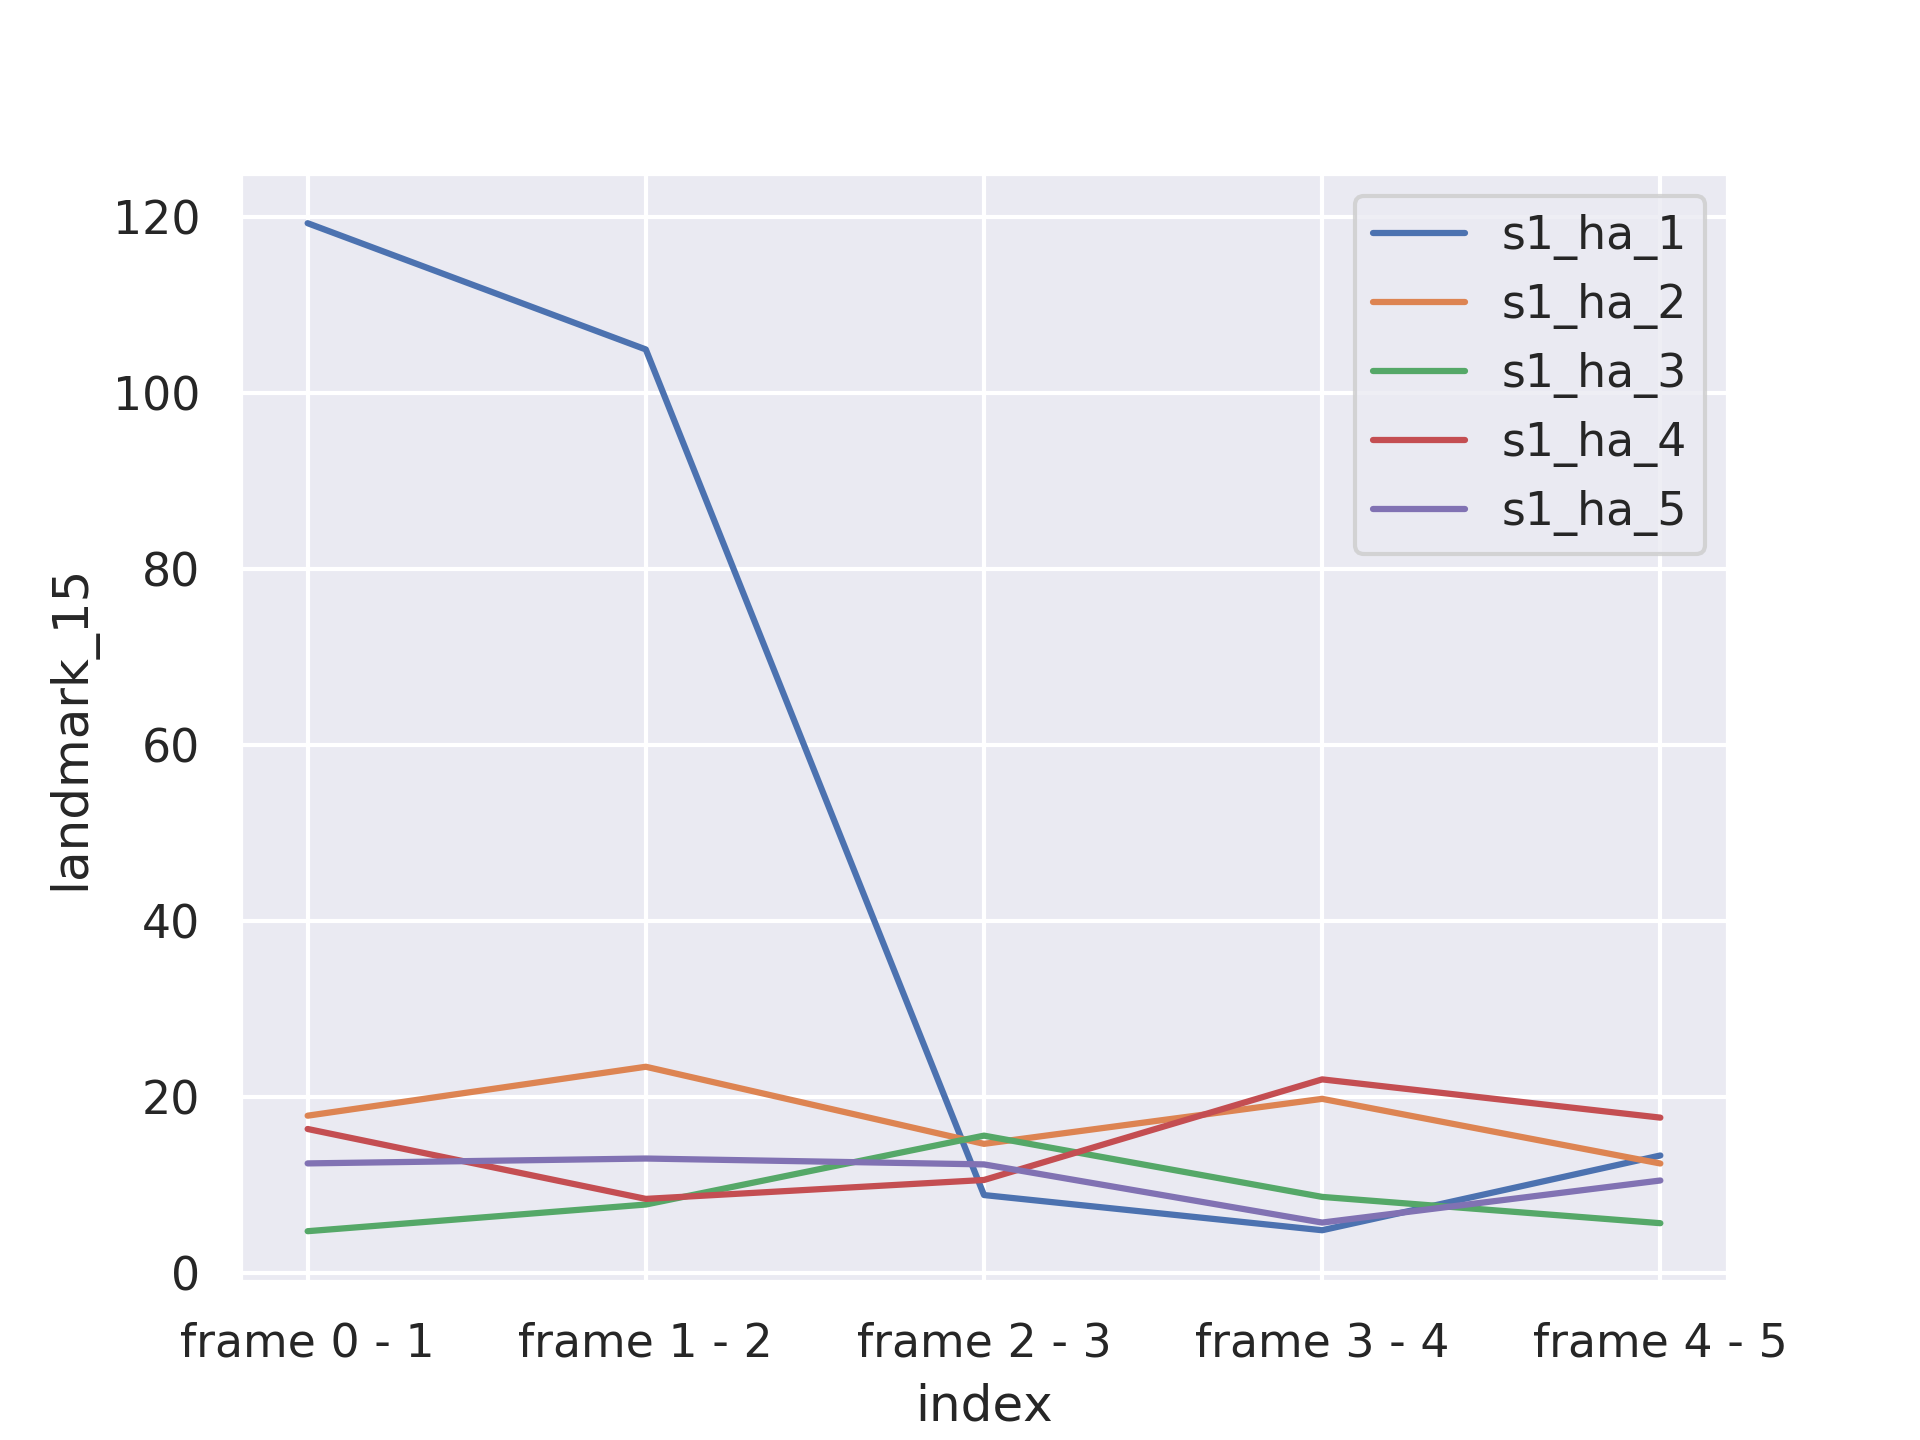 120
100
80
60
40
20
0
landmark_15
s1_ha_1
s1_ha_2
s1_ha_3
s1_ha_4
s1_ha_5
frame 0 - 1
frame 1 - 2
frame 2 - 3
frame 3 - 4
frame 4 - 5
index